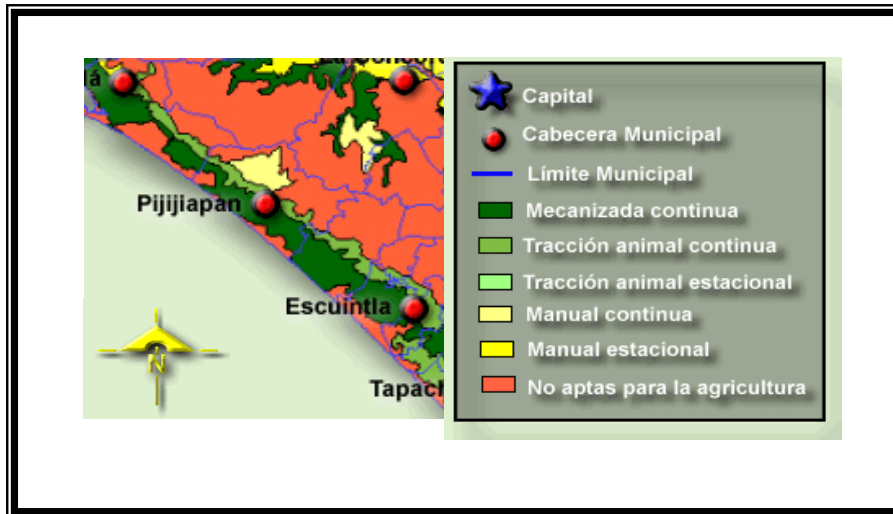 Pijijiapan
Escuintla
N
Capital
Cabecera Municipal
Límite Municipal
Mecanizada continua
Tracción animal continua
Tracción animal estacional
Manual continua
Manual estacional
No aptas para la agricultura